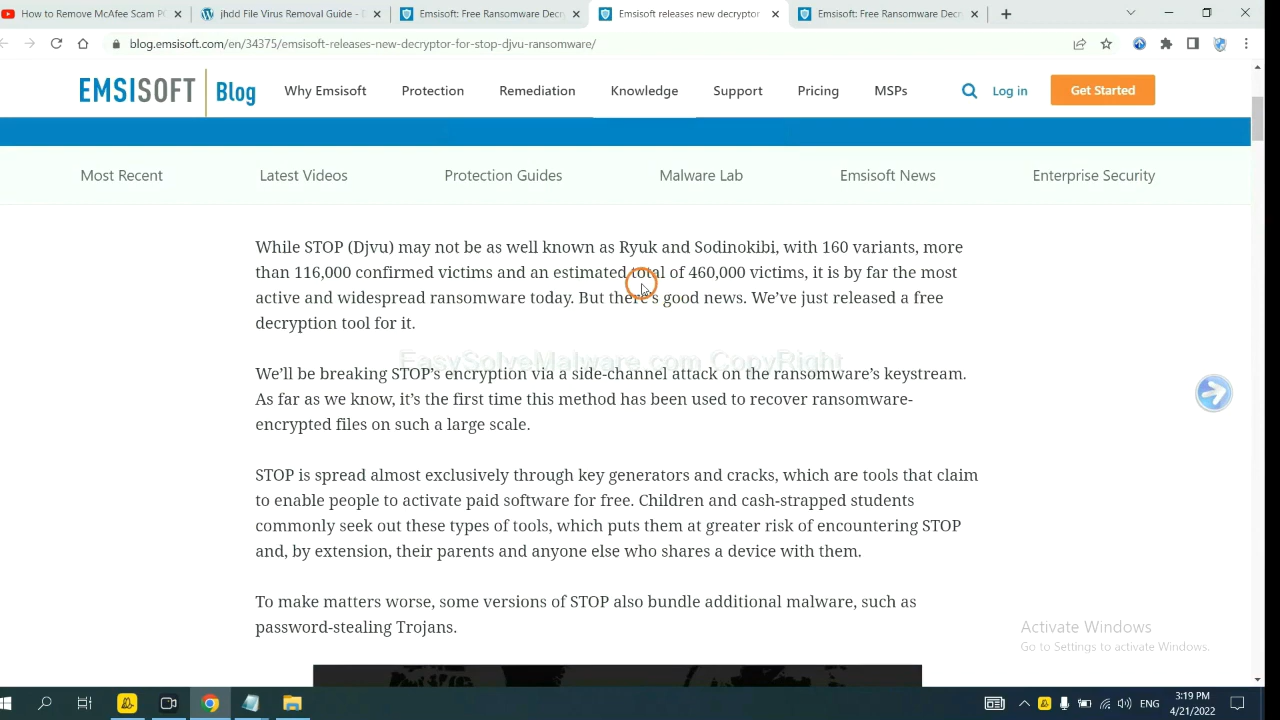 How to Remove McAfee Scam P
jhdd File Virus Removal Guide -
Emsisoft: Free Ransomware Decr
Emsisoft releases new decryptor
Emsisoft: Free Ransomware Decr
blog.emsisoft.com/en/34375/emsisoft-releases-new-decryptor-for-stop-djvu-ransomware/
EMSISOFT Blog Why Emsisoft Protection Remediation Knowledge Support Pricing MSPs Log in Get Started
Most Recent Latest Videos Protection Guides Malware Lab Emsisoft News Enterprise Security
While STOP (Djvu) may not be as well known as Ryuk and Sodinokibi, with 160 variants, more
than 116,000 confirmed victims and an estimated total of 460,000 victims, it is by far the most
active and widespread ransomware today. But there's good news. We've just released a free
decryption tool for it.
EasySolveMalware.com CopyRight
We'll be breaking STOP's encryption via a side-channel attack on the ransomware's keystream.
As far as we know, it's the first time this method has been used to recover ransomware-
encrypted files on such a large scale.
STOP is spread almost exclusively through key generators and cracks, which are tools that claim
to enable people to activate paid software for free. Children and cash-strapped students
commonly seek out these types of tools, which puts them at greater risk of encountering STOP
and, by extension, their parents and anyone else who shares a device with them.
To make matters worse, some versions of STOP also bundle additional malware, such as
password-stealing Trojans.
Activate Windows
Go to Settings to activate Windows.
ENG
3:19 PM
4/21/2022